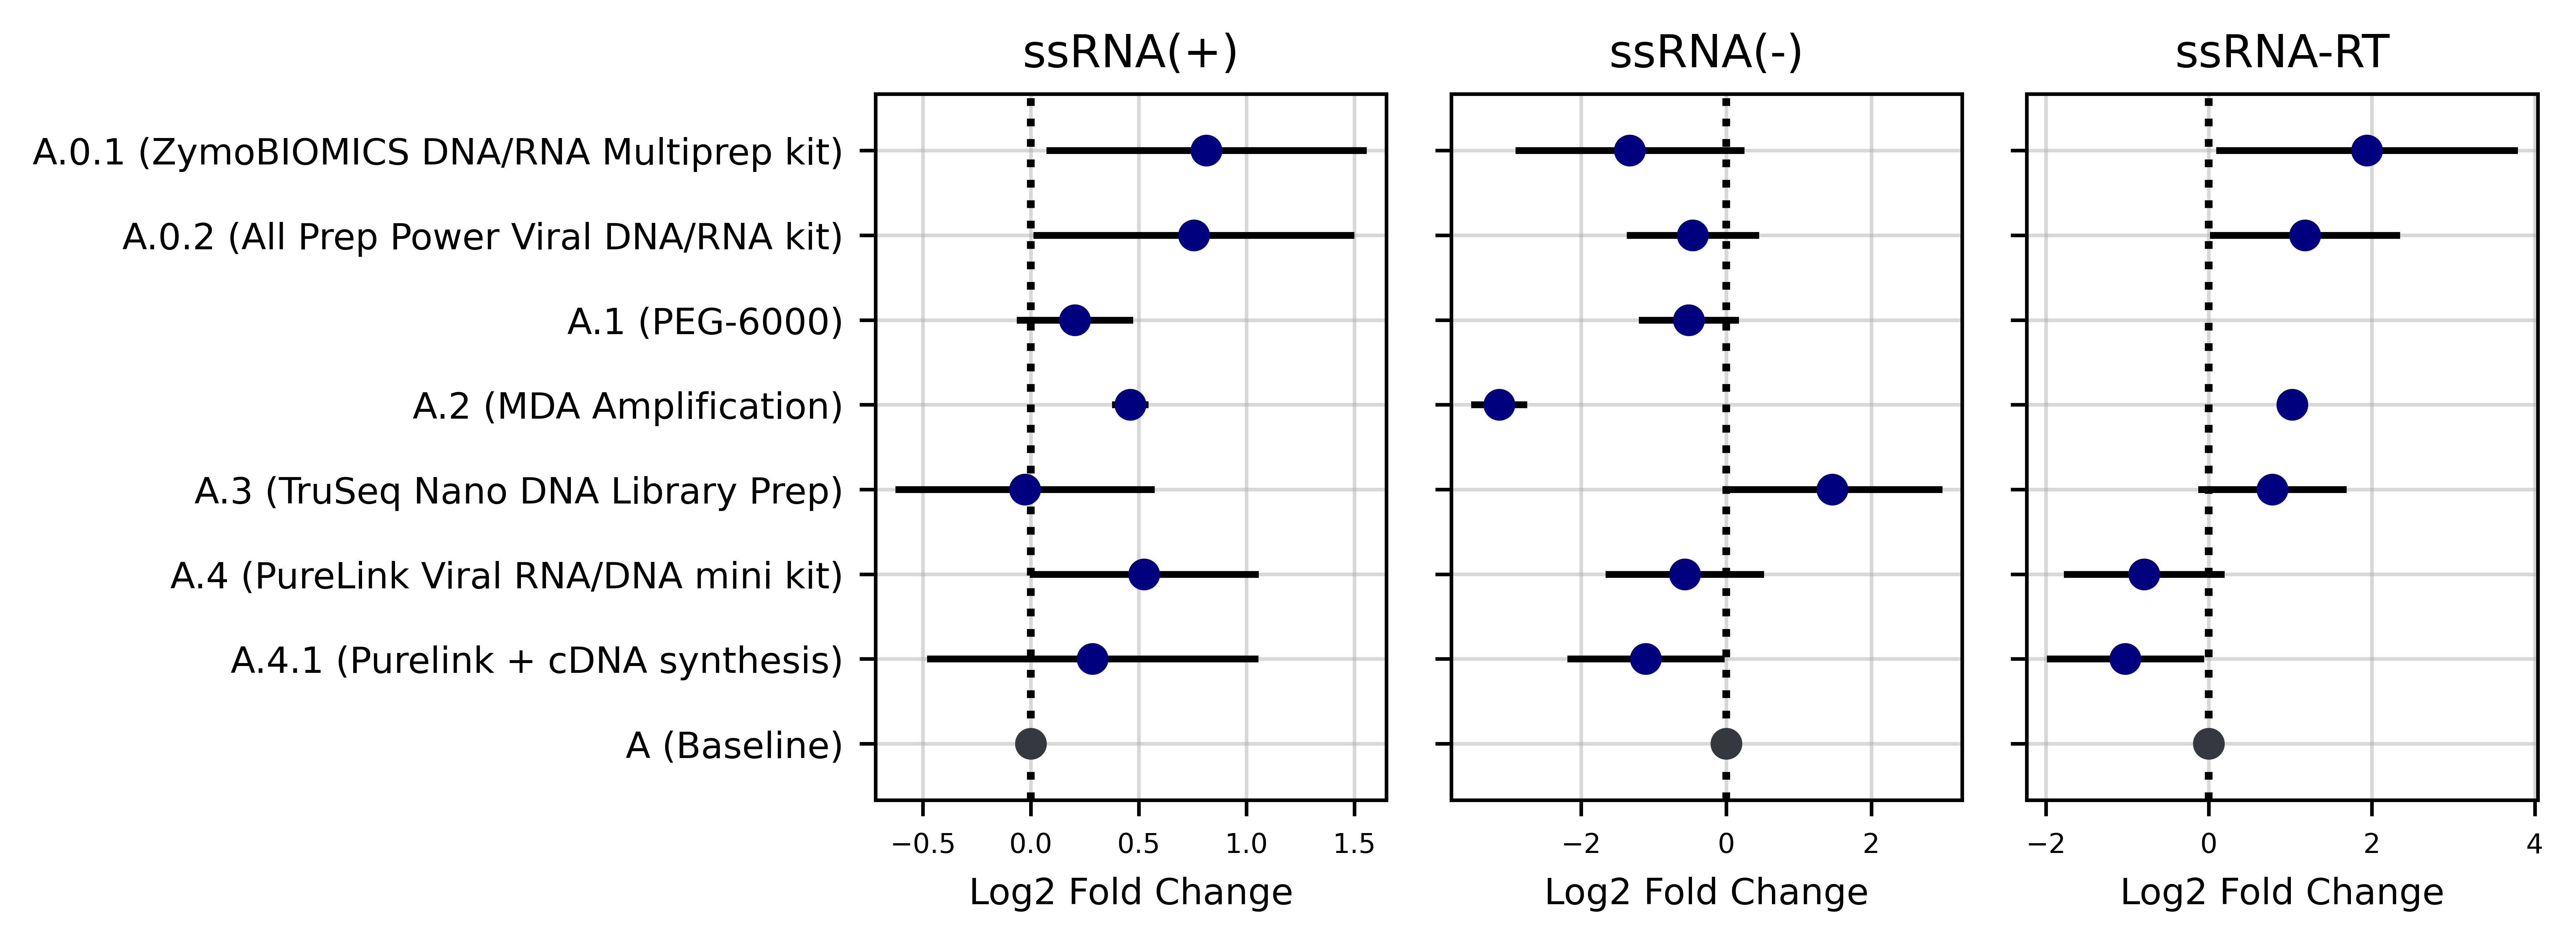 ssRNA(+)
ssRNA(-)
ssRNA-RT
A.0.1 (ZymoBIOMICS DNA/RNA Multiprep kit)
A.0.2 (All Prep Power Viral DNA/RNA kit)
A.1 (PEG-6000)
A.2 (MDA Amplification)
A.3 (TruSeq Nano DNA Library Prep)
A.4 (PureLink Viral RNA/DNA mini kit)
A.4.1 (Purelink + cDNA synthesis)
A (Baseline)
−0.5 0.0 0.5 1.0 1.5
−2 0 2
−2 0 2 4
Log2 Fold Change
Log2 Fold Change
Log2 Fold Change